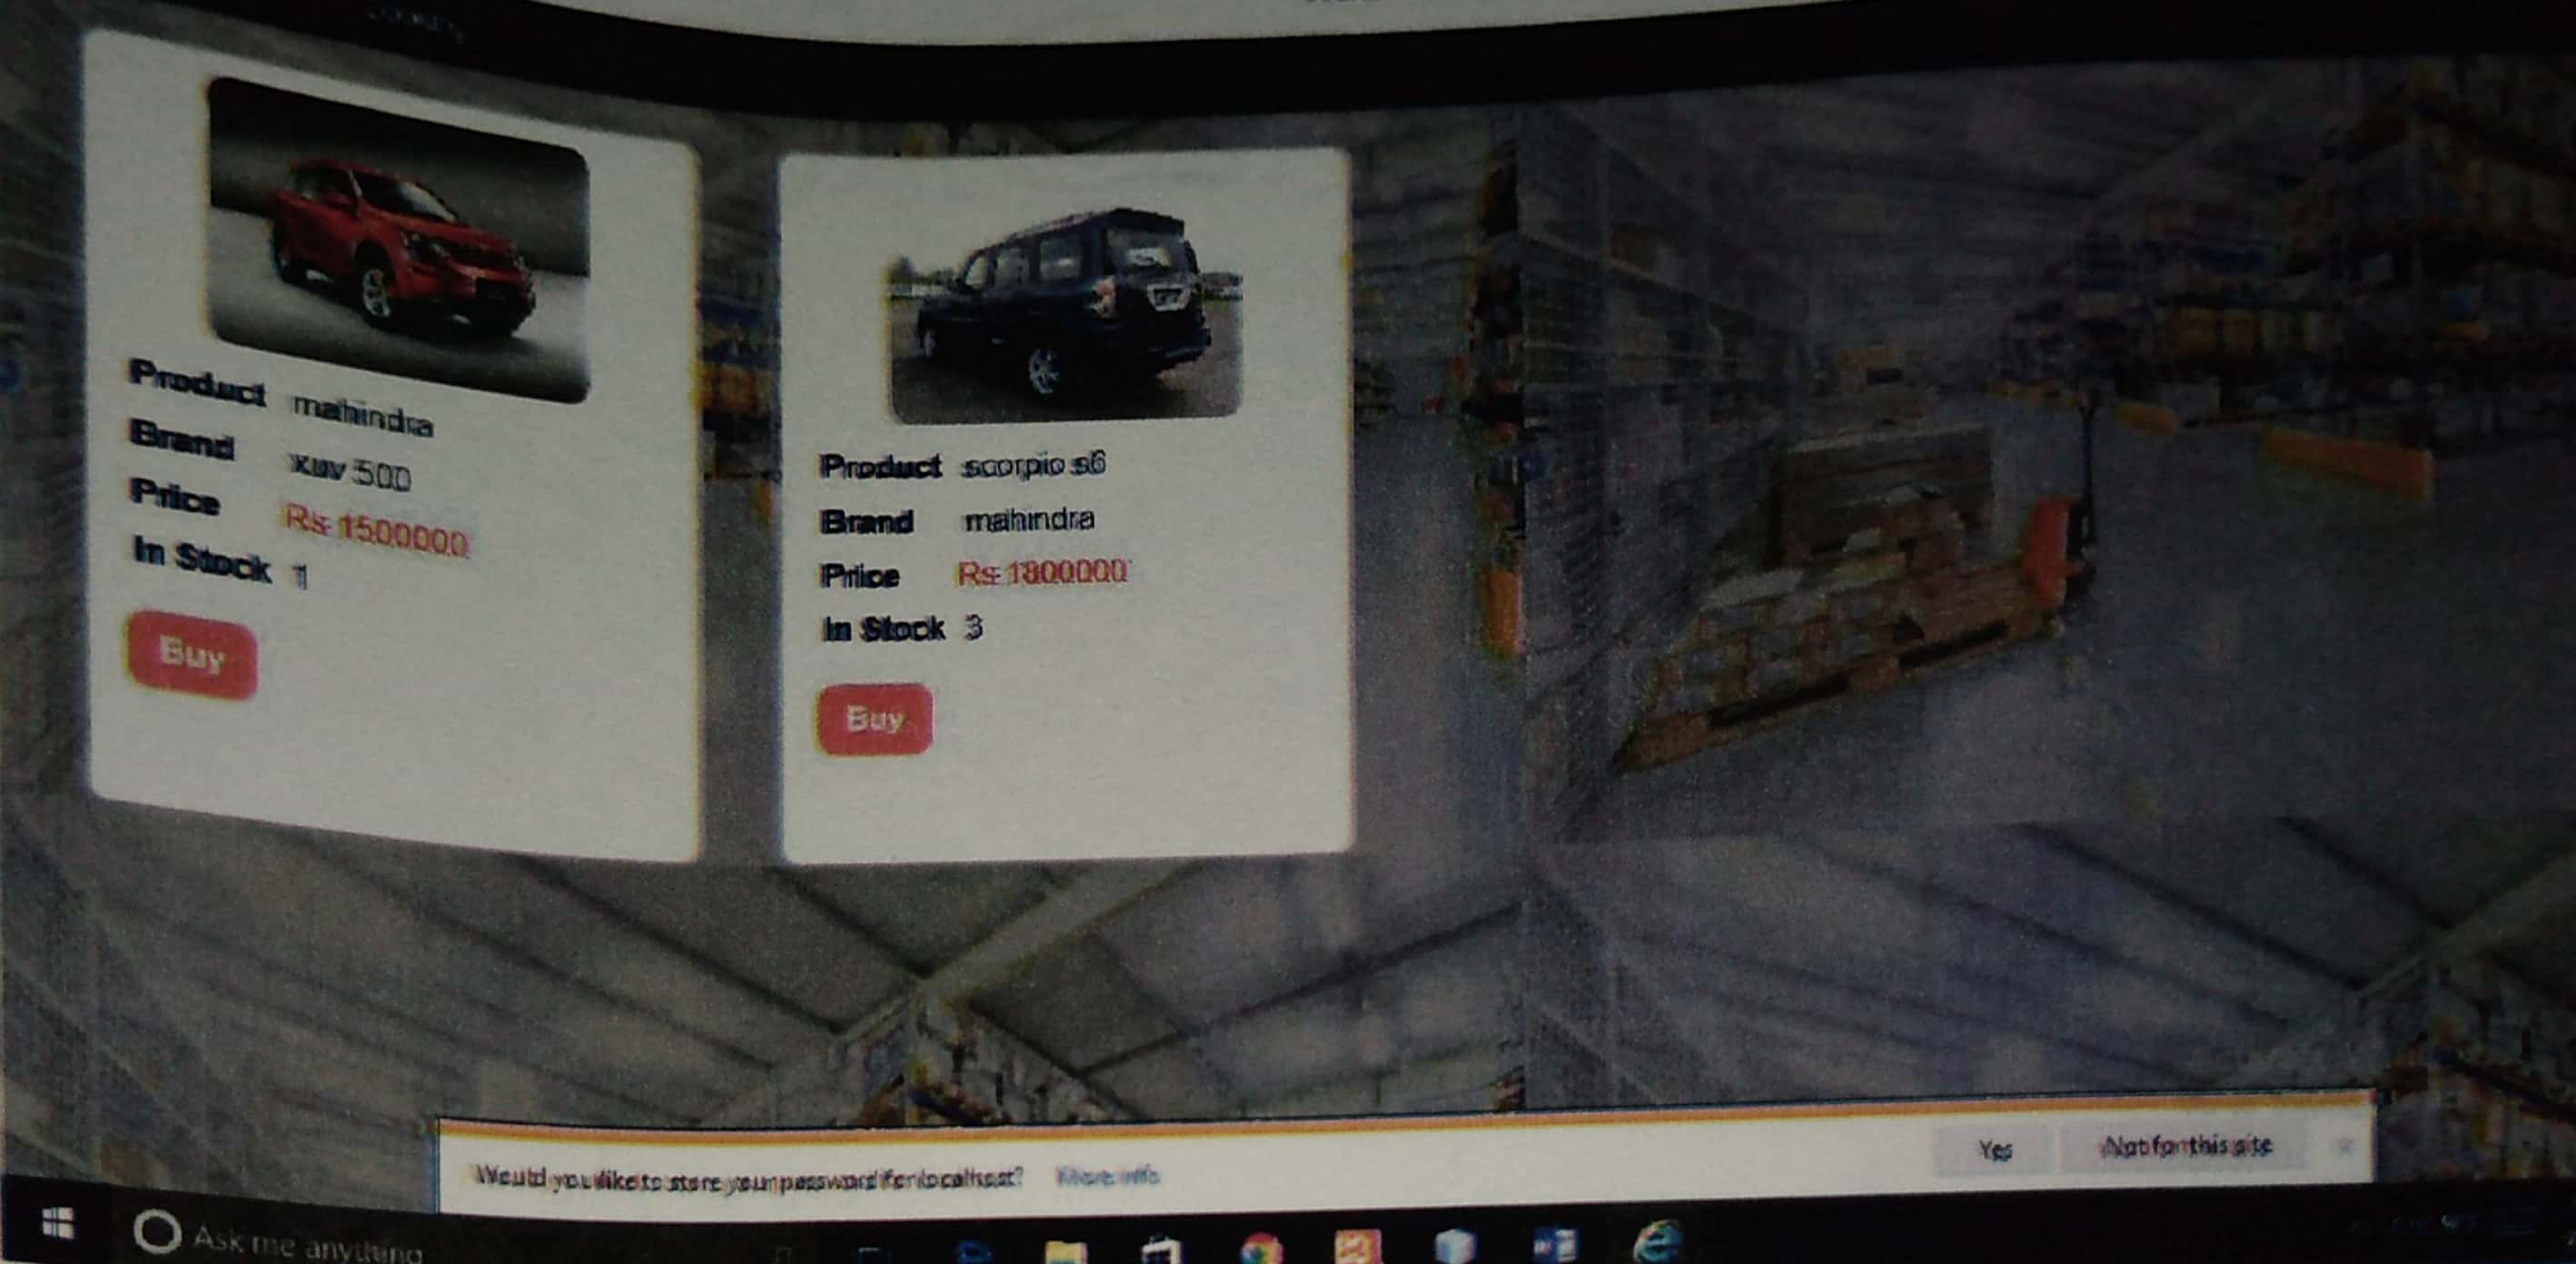 Product mahindra
Brand xuv 500
Price Rs 1500000
In Stock 1
Buy
Product scorpio s6
Brand mahindra
Price Rs 1800000
In Stock 3
Buy
Would you like to store your password for localhost? More info
Yes
Not for this site
Ask me anything